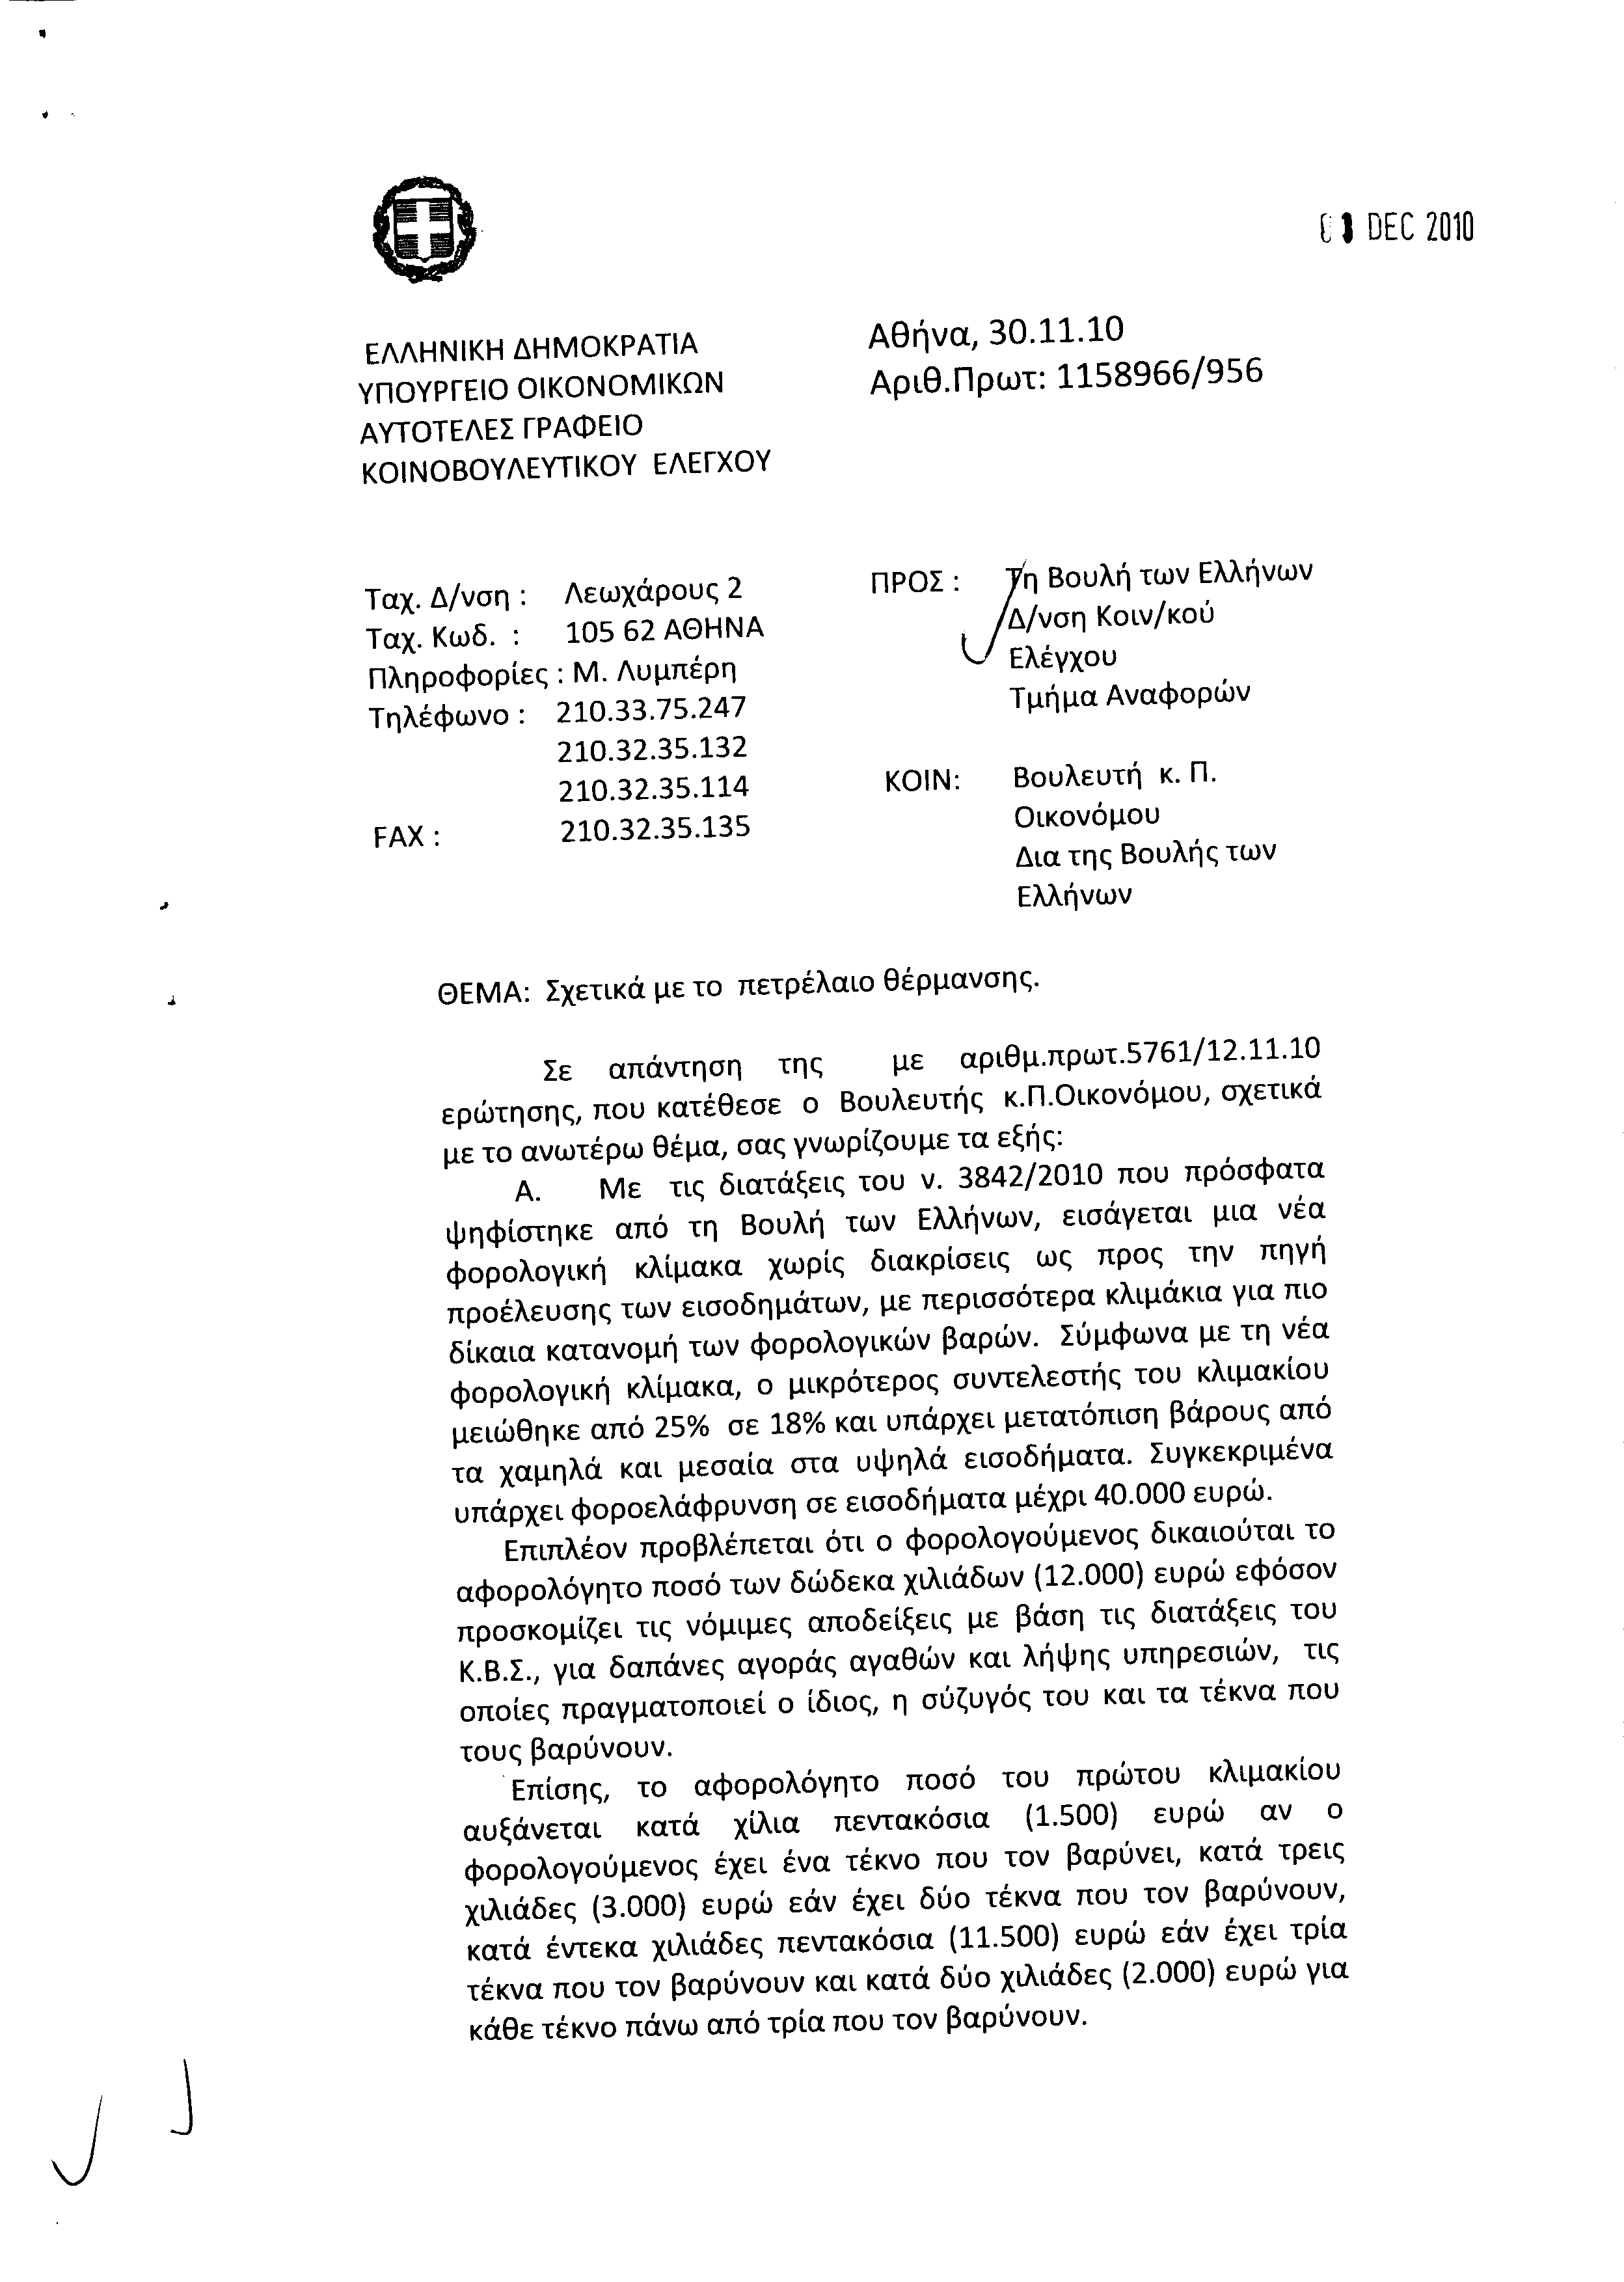 DEC 2010
ΕΛΛΗΝΙΚΗ ΔΗΜΟΚΡΑΤΙΑ
ΥΠΟΥΡΓΕΙΟ ΟΙΚΟΝΟΜΙΚΩΝ
ΑΥΤΟΤΕΛΕΣ ΓΡΑΦΕΙΟ
ΚΟΙΝΟΒΟΥΛΕΥΤΙΚΟΥ ΕΛΕΓΧΟΥ
Αθήνα, 30.11.10
Αριθ.Πρωτ: 1158966/956
Ταχ. Δ/νση : Λεωχάρους 2
Ταχ. Κωδ. : 105 62 ΑΘΗΝΑ
Πληροφορίες : Μ. Λυμπέρη
Τηλέφωνο : 210.33.75.247
210.32.35.132
210.32.35.114
FAX : 210.32.35.135
ΠΡΟΣ : Τη Βουλή των Ελλήνων
Δ/νση Κοιν/κού
Ελέγχου
Τμήμα Αναφορών
ΚΟΙΝ: Βουλευτή κ. Π.
Οικονόμου
Δια της Βουλής των
Ελλήνων
ΘΕΜΑ: Σχετικά με το πετρέλαιο θέρμανσης.
Σε απάντηση της με αριθμ.πρωτ.5761/12.11.10
ερώτησης, που κατέθεσε ο Βουλευτής κ.Π.Οικονόμου, σχετικά
με το ανωτέρω θέμα, σας γνωρίζουμε τα εξής:
Α. Με τις διατάξεις του ν. 3842/2010 που πρόσφατα
ψηφίστηκε από τη Βουλή των Ελλήνων, εισάγεται μια νέα
φορολογική κλίμακα χωρίς διακρίσεις ως προς την πηγή
προέλευσης των εισοδημάτων, με περισσότερα κλιμάκια για πιο
δίκαια κατανομή των φορολογικών βαρών. Σύμφωνα με τη νέα
φορολογική κλίμακα, ο μικρότερος συντελεστής του κλιμακίου
μειώθηκε από 25% σε 18% και υπάρχει μετατόπιση βάρους από
τα χαμηλά και μεσαία στα υψηλά εισοδήματα. Συγκεκριμένα
υπάρχει φοροελάφρυνση σε εισοδήματα μέχρι 40.000 ευρώ.
Επιπλέον προβλέπεται ότι ο φορολογούμενος δικαιούται το
αφορολόγητο ποσό των δώδεκα χιλιάδων (12.000) ευρώ εφόσον
προσκομίζει τις νόμιμες αποδείξεις με βάση τις διατάξεις του
Κ.Β.Σ., για δαπάνες αγοράς αγαθών και λήψης υπηρεσιών, τις
οποίες πραγματοποιεί ο ίδιος, η σύζυγός του και τα τέκνα που
τους βαρύνουν.
Επίσης, το αφορολόγητο ποσό του πρώτου κλιμακίου
αυξάνεται κατά χίλια πεντακόσια (1.500) ευρώ αν ο
φορολογούμενος έχει ένα τέκνο που τον βαρύνει, κατά τρεις
χιλιάδες (3.000) ευρώ εάν έχει δύο τέκνα που τον βαρύνουν,
κατά έντεκα χιλιάδες πεντακόσια (11.500) ευρώ εάν έχει τρία
τέκνα που τον βαρύνουν και κατά δύο χιλιάδες (2.000) ευρώ για
κάθε τέκνο πάνω από τρία που τον βαρύνουν.